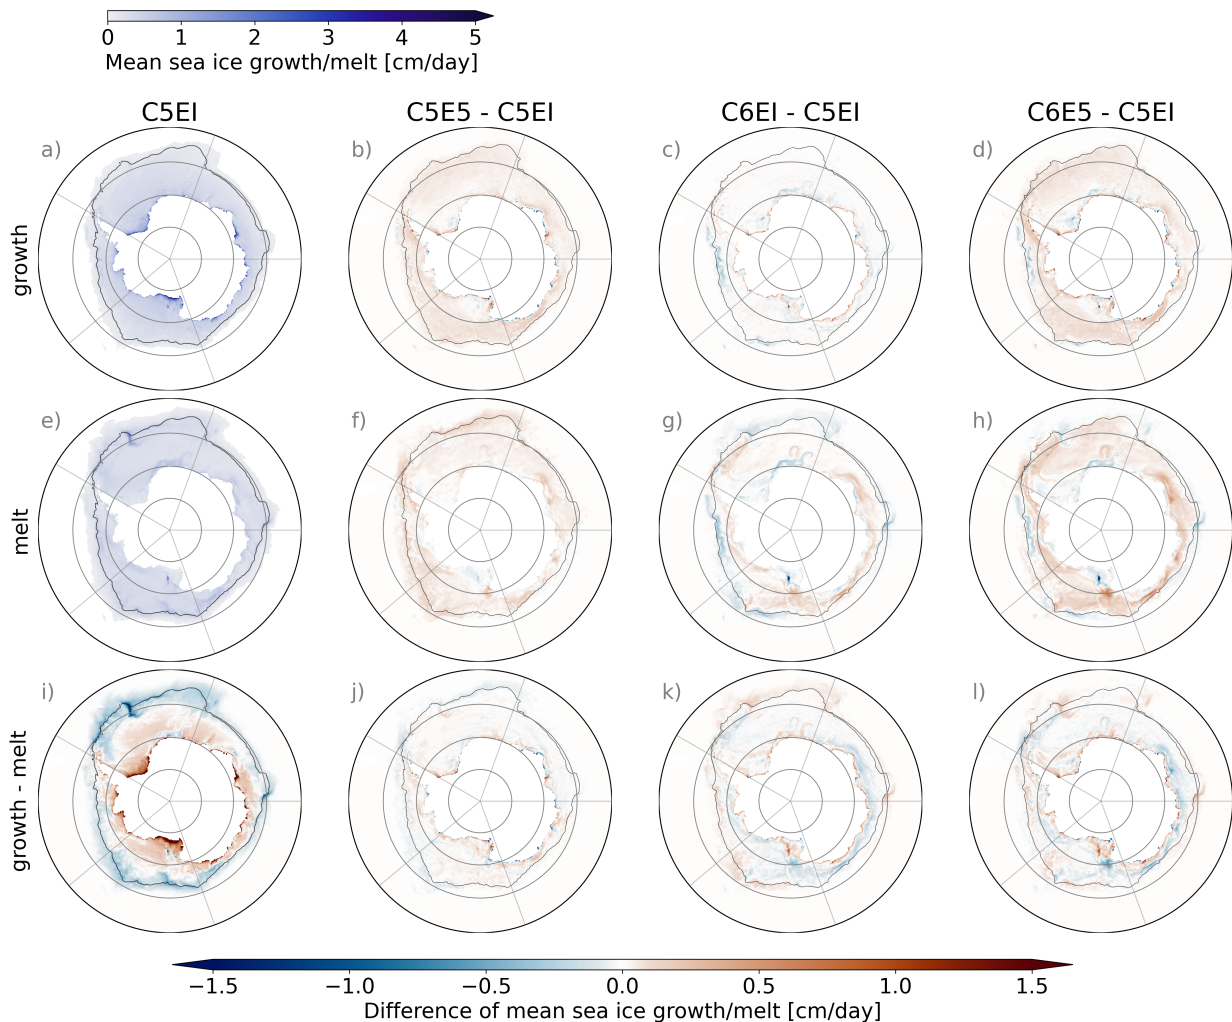 0 1 2 3 4 5
Mean sea ice growth/melt [cm/day]
C5EI C5E5 - C5EI C6EI - C5EI C6E5 - C5EI
a) b) c) d)
growth
e) f) g) h)
melt
i) j) k) l)
growth - melt
−1.5 −1.0 −0.5 0.0 0.5 1.0 1.5
Difference of mean sea ice growth/melt [cm/day]